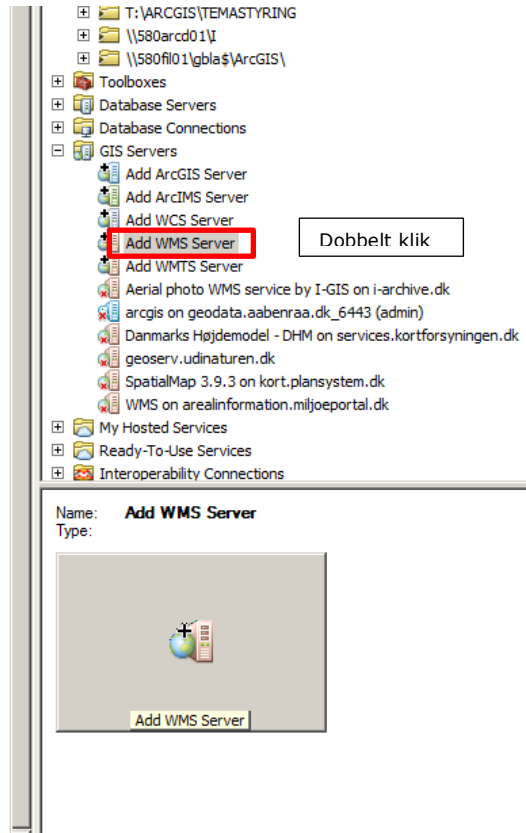 T:\ARCGIS\TEMASTYRING
\\580arcd01\I
\\580fil01\gbla$\ArcGIS\
Toolboxes
Database Servers
Database Connections
GIS Servers
Add ArcGIS Server
Add ArcIMS Server
Add WCS Server
Add WMS Server
Dobbelt klik
Add WMTS Server
Aerial photo WMS service by I-GIS on i-archive.dk
arcgis on geodata.aabenraa.dk_6443 (admin)
Danmarks Højdemodel - DHM on services.kortforsyningen.dk
geoserv.udinaturen.dk
SpatialMap 3.9.3 on kort.plansystem.dk
WMS on arealinformation.miljoeportal.dk
My Hosted Services
Ready-To-Use Services
Interoperability Connections
Name: Add WMS Server
Type:
Add WMS Server